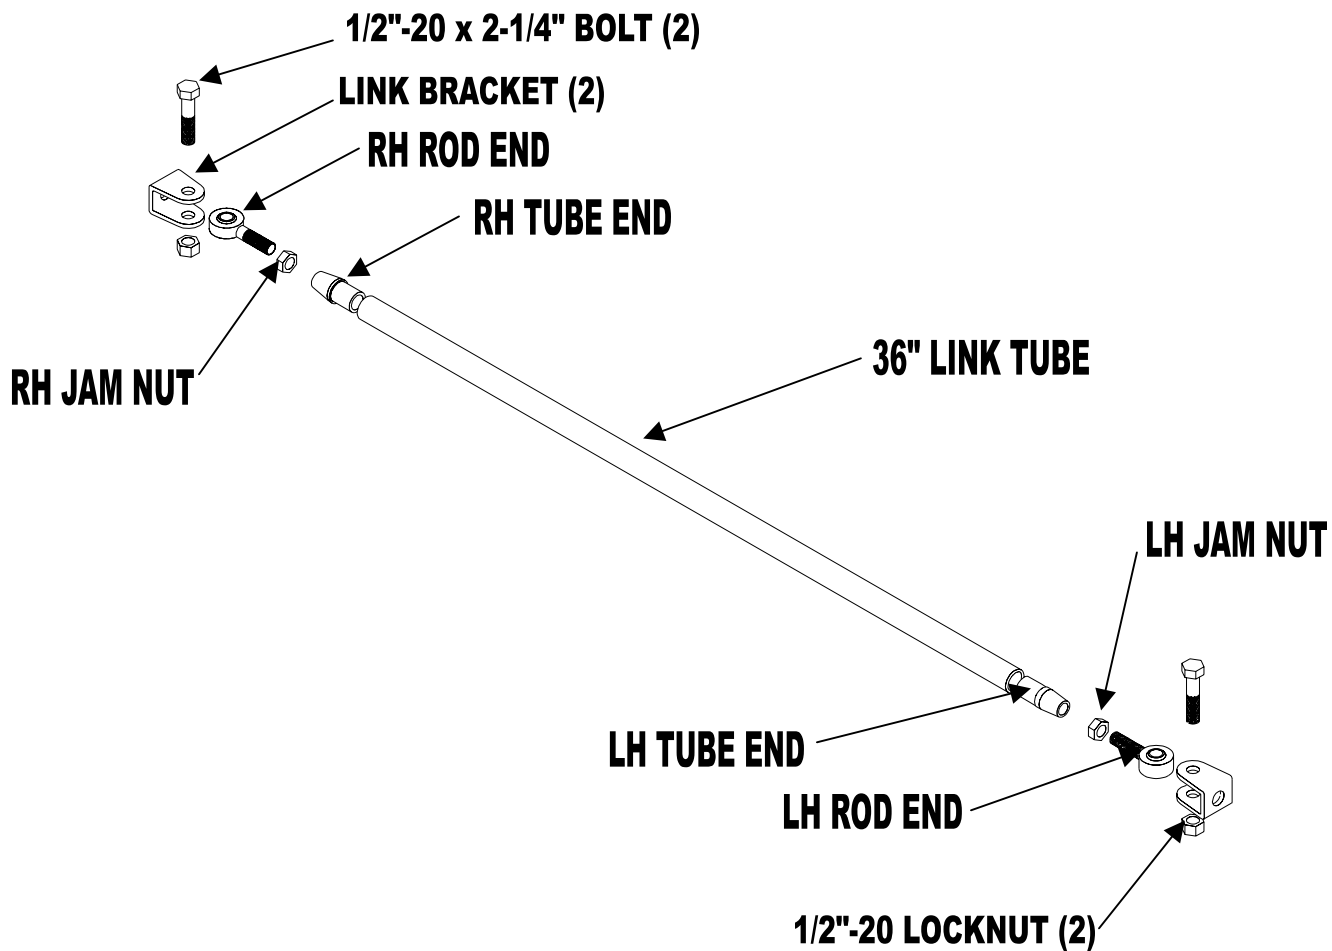 1/2"-20 x 2-1/4" BOLT (2)
LINK BRACKET (2)
RH ROD END
RH TUBE END
36" LINK TUBE
RH JAM NUT
LH JAM NUT
LH TUBE END
LH ROD END
1/2"-20 LOCKNUT (2)